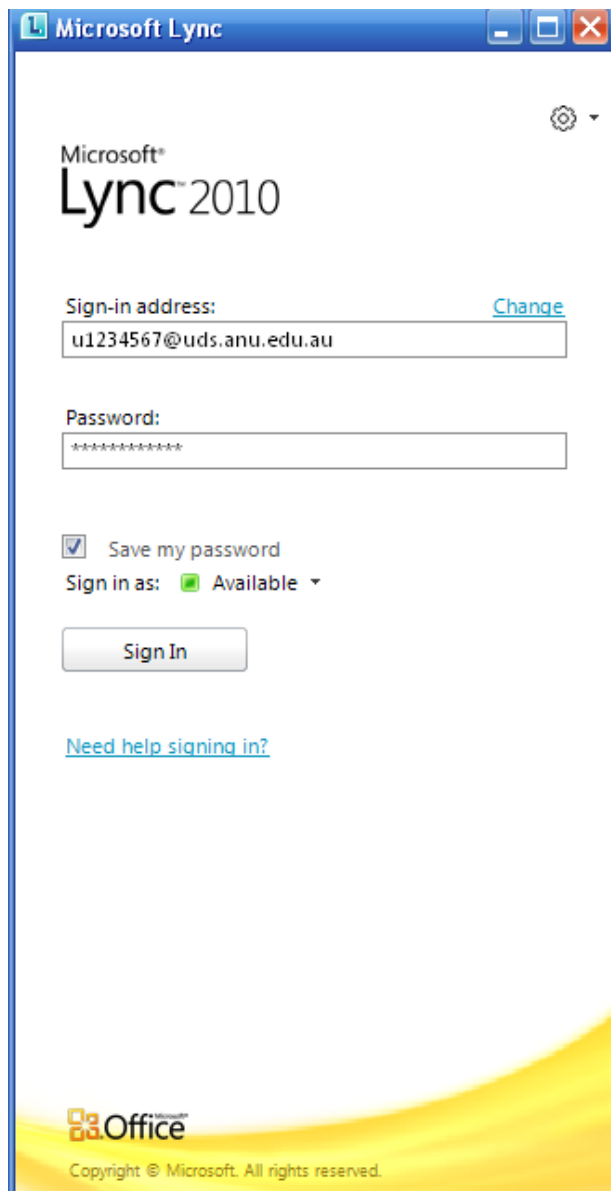 Microsoft Lync
Microsoft®
Lync™ 2010
Sign-in address: Change
u1234567@uds.anu.edu.au
Password:
************
Save my password
Sign in as: Available
Sign In
Need help signing in?
Microsoft®
Office
Copyright © Microsoft. All rights reserved.